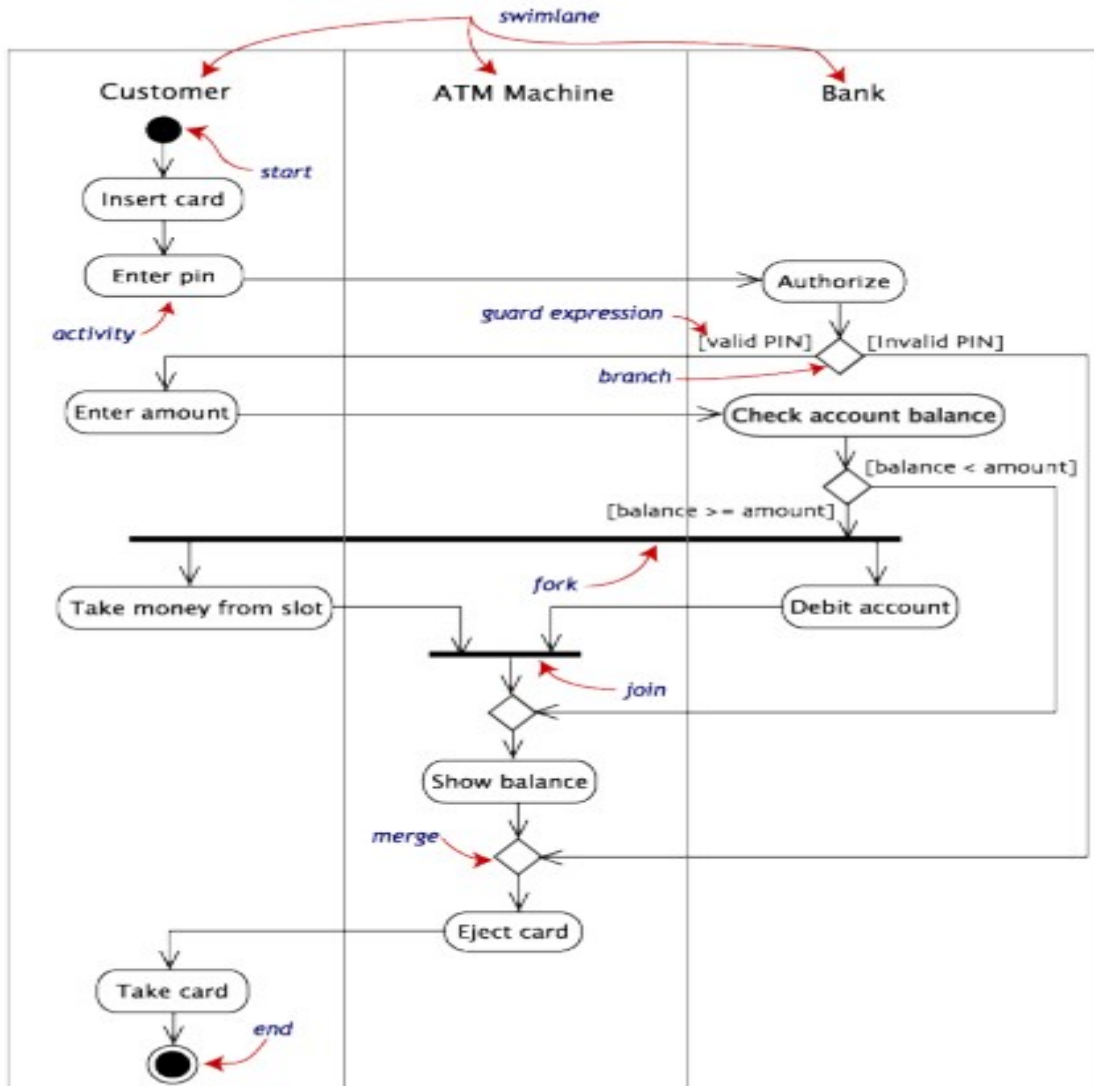 swimlane
Customer
ATM Machine
Bank
start
Insert card
Enter pin
Authorize
activity
guard expression
[valid PIN]
[Invalid PIN]
branch
Enter amount
Check account balance
[balance < amount]
[balance >= amount]
fork
Take money from slot
Debit account
join
Show balance
merge
Eject card
Take card
end